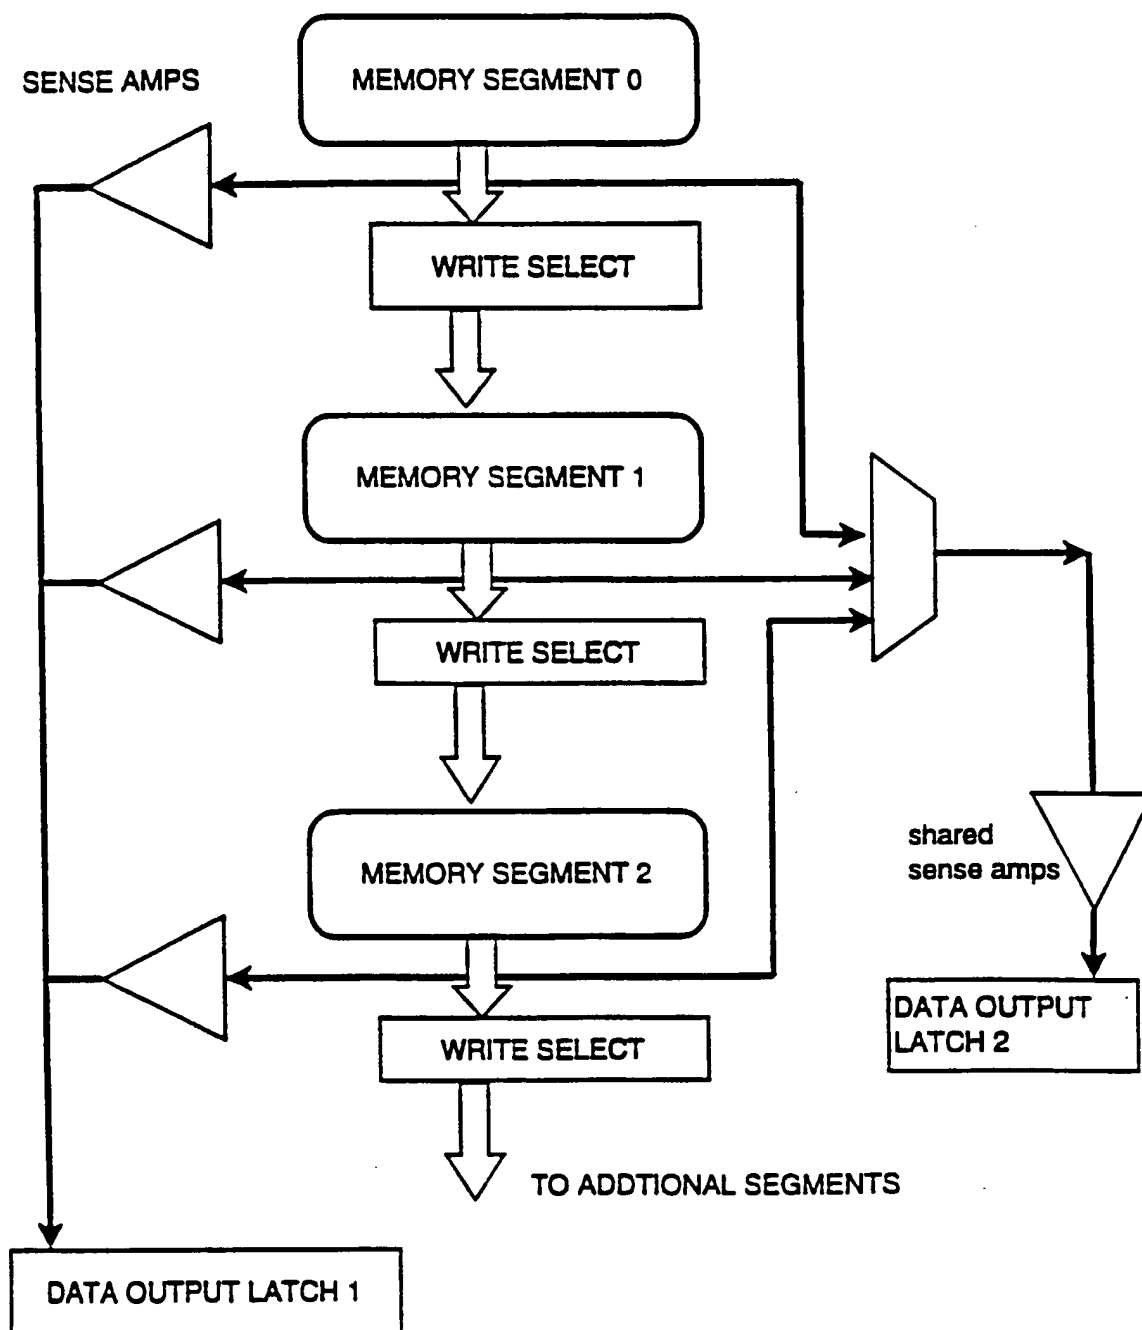 MEMORY SEGMENT 0
SENSE AMPS
WRITE SELECT
MEMORY SEGMENT 1
WRITE SELECT
MEMORY SEGMENT 2
shared
sense amps
DATA OUTPUT
LATCH 2
WRITE SELECT
TO ADDTIONAL SEGMENTS
DATA OUTPUT LATCH 1